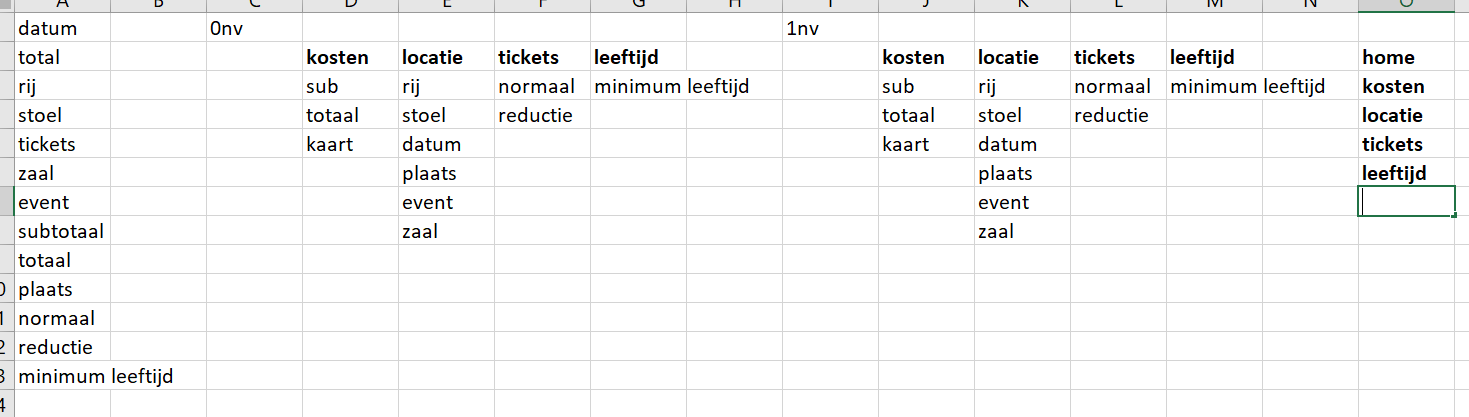 A B C D E F G H I J K L M N O
datum 0nv 1nv
total kosten locatie tickets leeftijd kosten locatie tickets leeftijd home
rij sub rij normaal minimum leeftijd sub rij normaal minimum leeftijd kosten
stoel totaal stoel reductie totaal stoel reductie locatie
tickets kaart datum kaart datum tickets
zaal plaats plaats leeftijd
event event event
subtotaal zaal zaal
totaal
0 plaats
1 normaal
2 reductie
3 minimum leeftijd
4